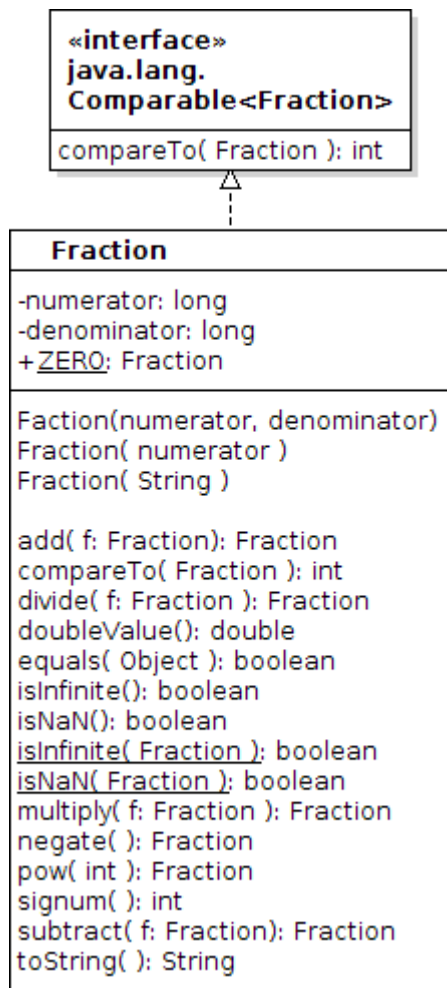 «interface»
java.lang.
Comparable<Fraction>
compareTo( Fraction ): int
Fraction
-numerator: long
-denominator: long
+ZERO: Fraction
Faction(numerator, denominator)
Fraction( numerator )
Fraction( String )
add( f: Fraction): Fraction
compareTo( Fraction ): int
divide( f: Fraction ): Fraction
doubleValue(): double
equals( Object ): boolean
isInfinite(): boolean
isNaN(): boolean
isInfinite( Fraction ): boolean
isNaN( Fraction ): boolean
multiply( f: Fraction ): Fraction
negate( ): Fraction
pow( int ): Fraction
signum( ): int
subtract( f: Fraction): Fraction
toString( ): String